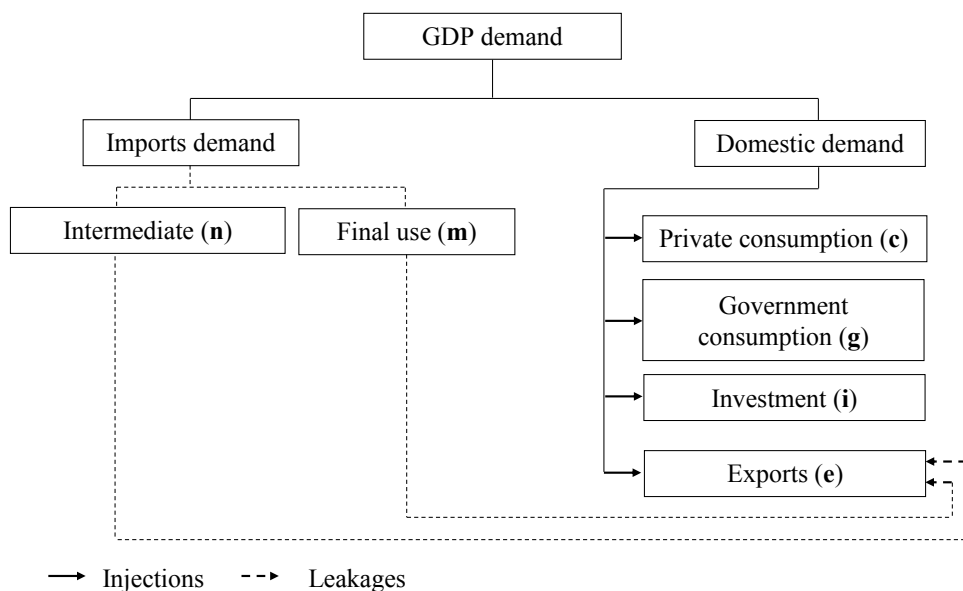 GDP demand
Imports demand
Domestic demand
Intermediate (n)
Final use (m)
Private consumption (c)
Government
consumption (g)
Investment (i)
Exports (e)
Injections
Leakages